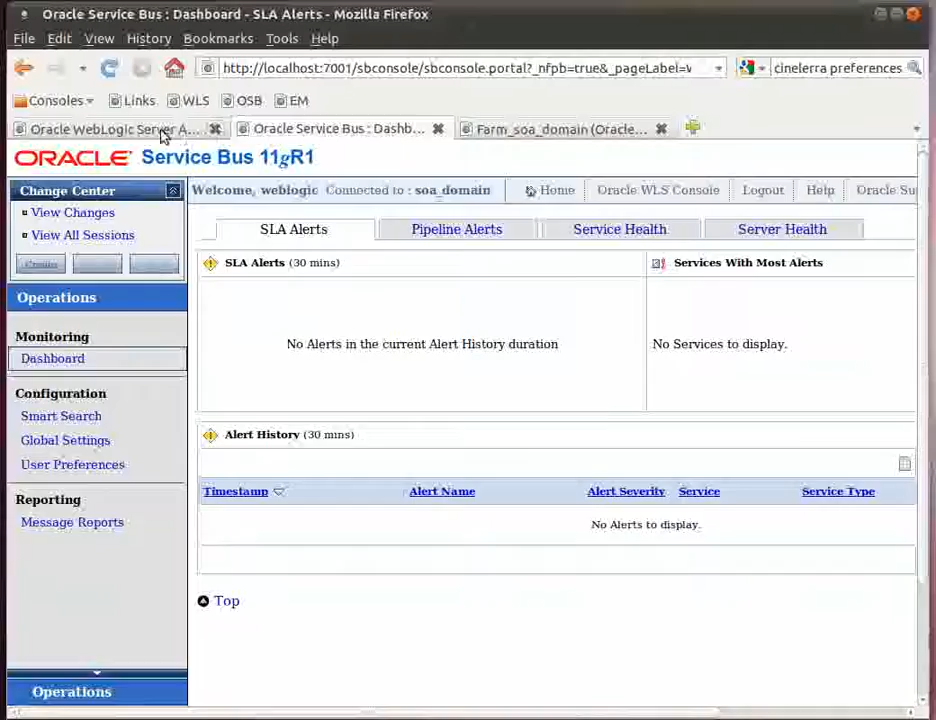 Oracle Service Bus : Dashboard - SLA Alerts - Mozilla Firefox
File Edit View History Bookmarks Tools Help
http://localhost:7001/sbconsole/sbconsole.portal?_nfpb=true&_pageLabel=
cinelerra preferences
Consoles Links WLS OSB EM
Oracle WebLogic Server A... Oracle Service Bus : Dashb... Farm_soa_domain (Oracle...
ORACLE Service Bus 11gR1
Change Center
View Changes
View All Sessions
Welcome, weblogic Connected to : soa_domain Home Oracle WLS Console Logout Help Oracle Su
SLA Alerts Pipeline Alerts Service Health Server Health
SLA Alerts (30 mins) Services With Most Alerts
No Alerts in the current Alert History duration No Services to display.
Operations
Monitoring
Dashboard
Configuration
Smart Search
Global Settings
User Preferences
Reporting
Message Reports
Alert History (30 mins)
Timestamp Alert Name Alert Severity Service Service Type
No Alerts to display.
Top
Operations